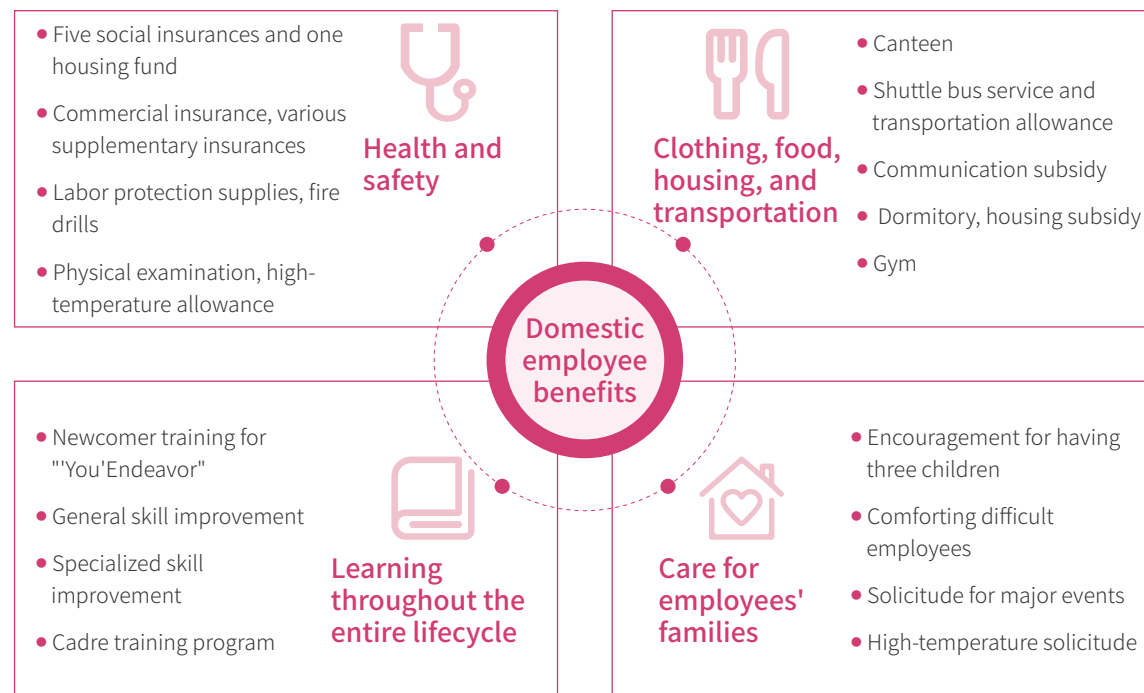 • Five social insurances and one
housing fund
• Commercial insurance, various
supplementary insurances
• Labor protection supplies, fire
drills
• Physical examination, high-
temperature allowance
Health and
safety
Clothing, food,
housing, and
transportation
• Canteen
• Shuttle bus service and
transportation allowance
• Communication subsidy
• Dormitory, housing subsidy
• Gym
Domestic
employee
benefits
• Newcomer training for
"'You'Endeavor"
• General skill improvement
• Specialized skill
improvement
• Cadre training program
Learning
throughout the
entire lifecycle
Care for
employees'
families
• Encouragement for having
three children
• Comforting difficult
employees
• Solicitude for major events
• High-temperature solicitude